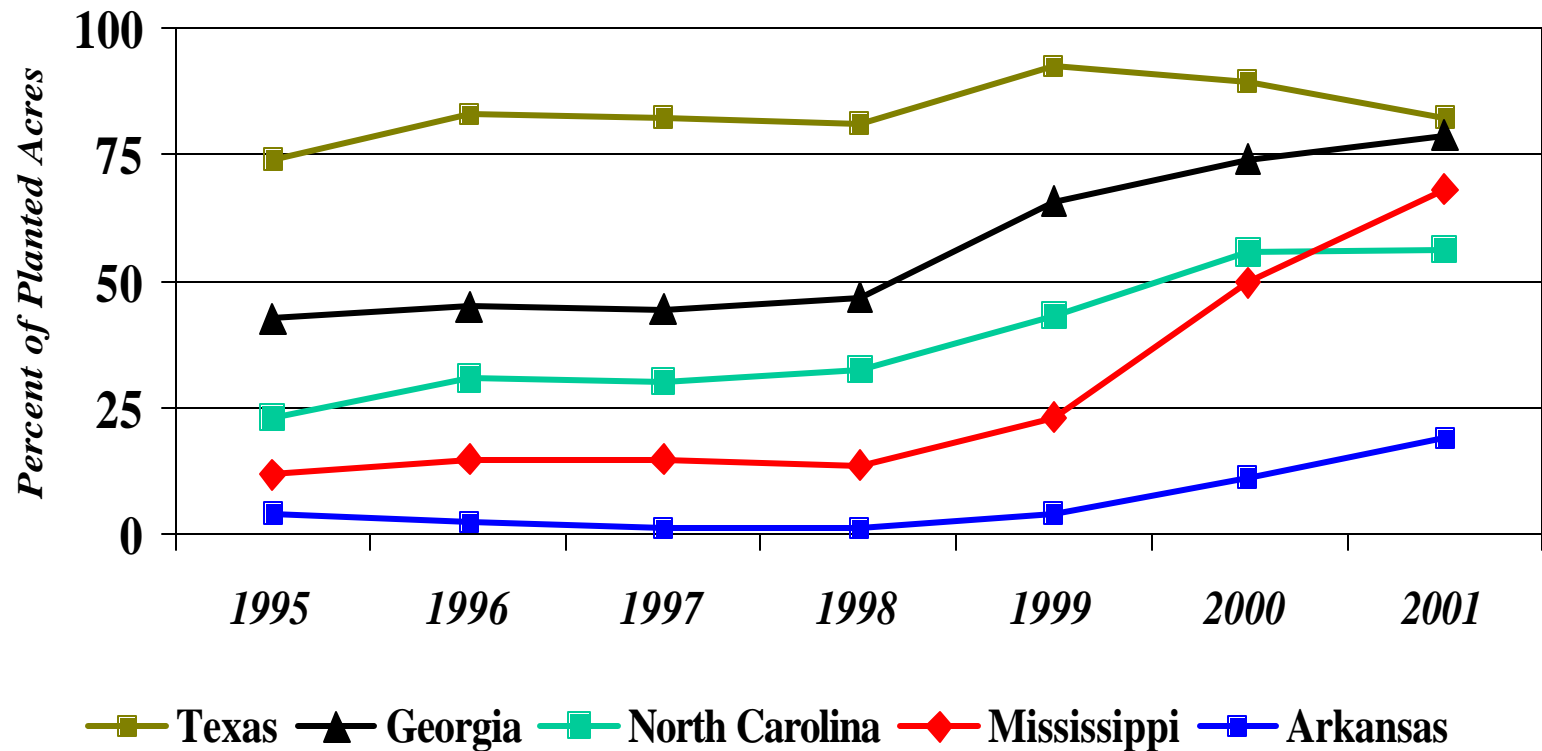 Percent of Planted Acres
100
75
50
25
0
1995 1996 1997 1998 1999 2000 2001
Texas Georgia North Carolina Mississippi Arkansas